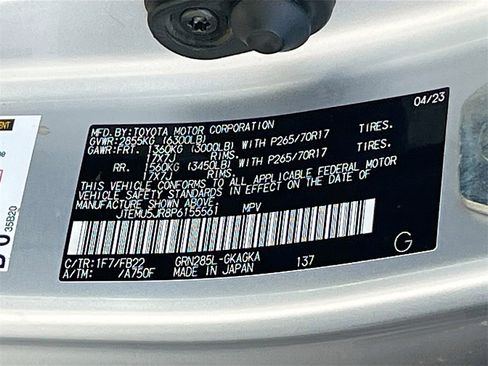 04/23
MFD.BY:TOYOTA MOTOR CORPORATION
GVWR:2855KG (6300LB)
GAWR:FRT. 1360KG (3000LB)WITH P265/70R17 TIRES.
17X7J RIMS.
RR. 1560KG (3450LB)WITH P265/70R17 TIRES.
17X7J RIMS.
THIS VEHICLE CONFORMS TO ALL APPLICABLE FEDERAL MOTOR
VEHICLE SAFETY STANDARDS IN EFFECT ON THE DATE OF
MANUFACTURE SHOWN ABOVE.
JTEMU5JR8P6155561 MPV
C/TR:1F7/FB22 GRN285L-GKAGKA 137 G
A/TM: /A750F MADE IN JAPAN
35B20